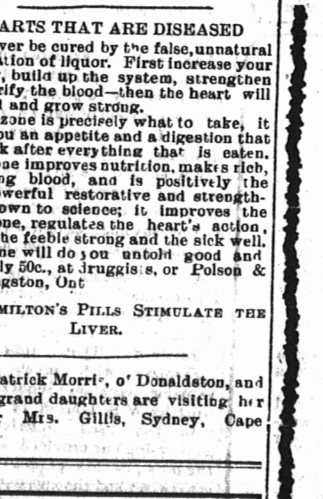 ARTS THAT ARE DISEASED
ver be cured by the false, unnatural
ation of liquor. First increase your
, build up the system, strengthen
rify the blood—then the heart will
l and grow strong.
zone is precisely what to take, it
ou an appetite and a digestion that
k after everything that is eaten.
one improves nutrition, makes rich,
ng blood, and is positively the
werful restorative and strength-
own to science; it improves the
one, regulates the heart's action,
he feeble strong and the sick well.
ne will do you untold good and
ly 50c., at druggists, or Polson &
gston, Ont
MILTON'S PILLS STIMULATE THE
LIVER.
atrick Morris, o' Donaldston, and
grand daughters are visiting her
r Mrs. Gillis, Sydney, Cape